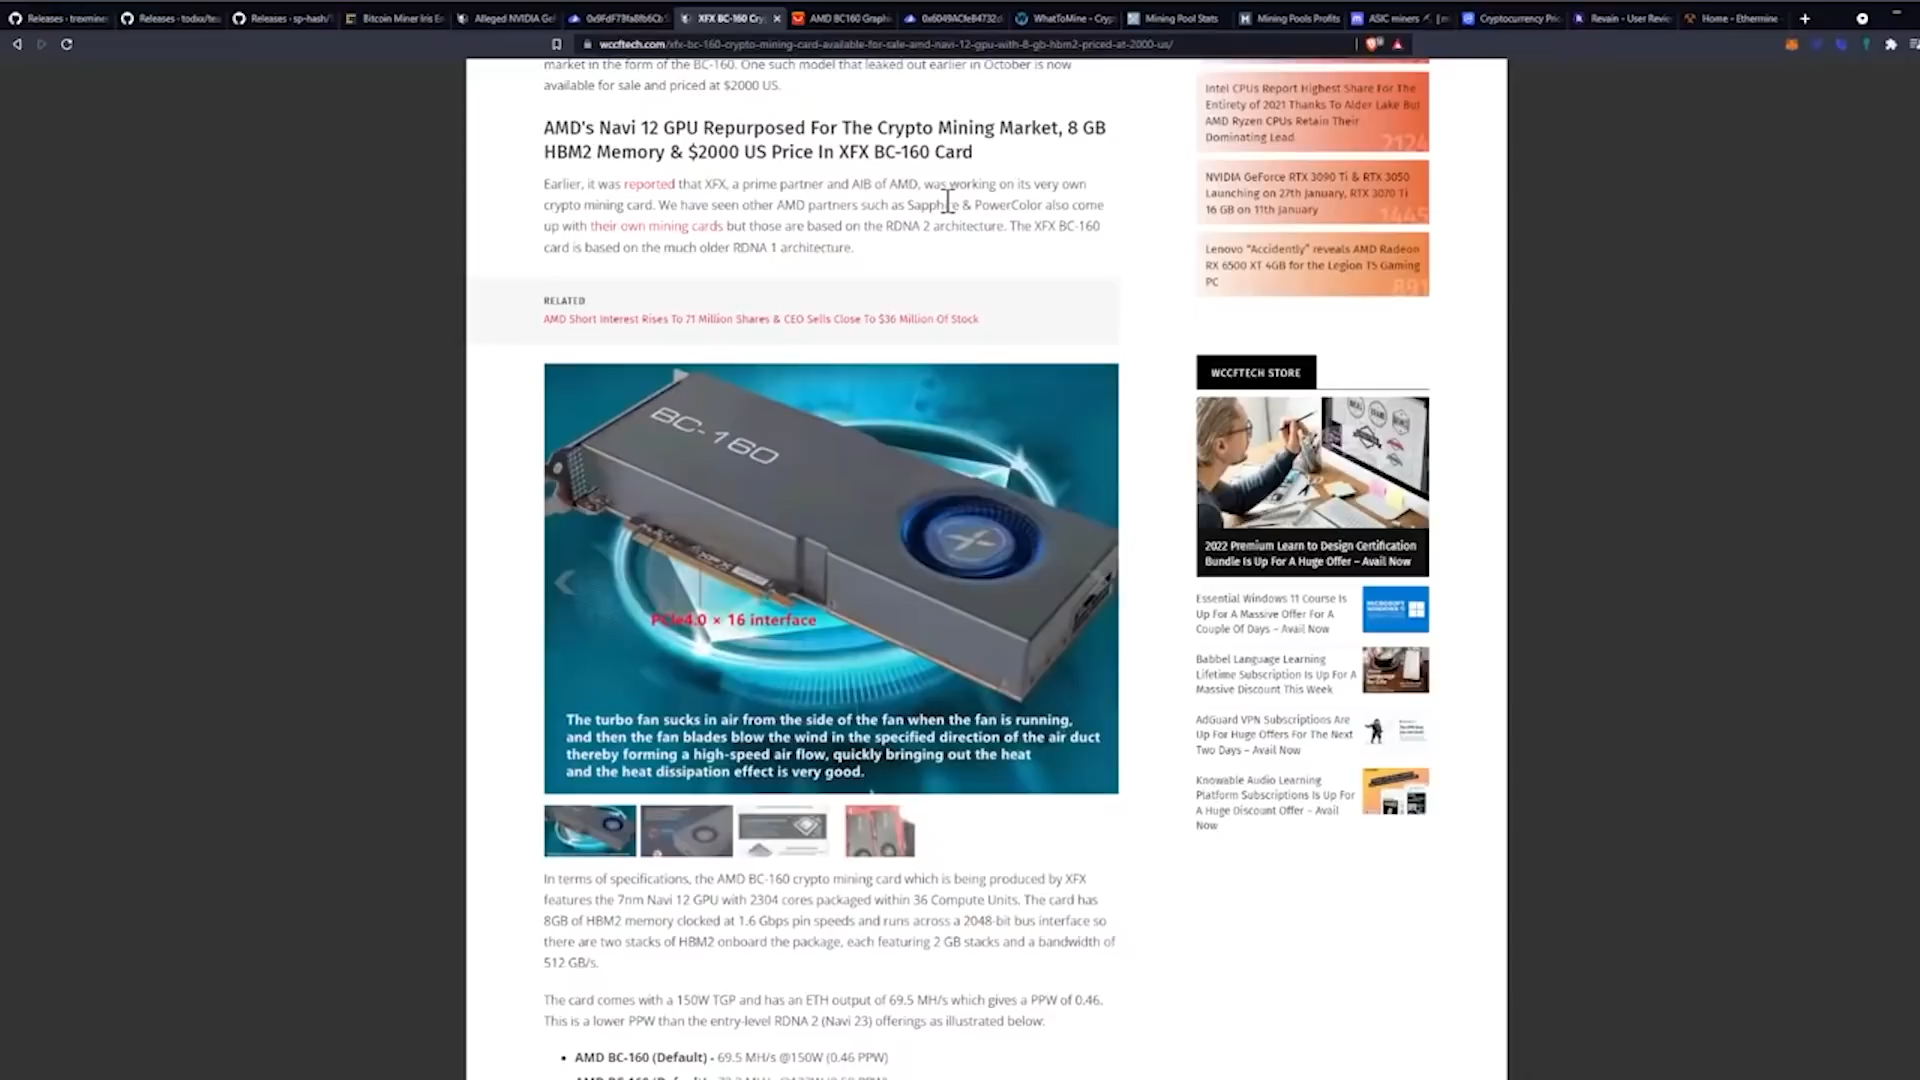 Releases · trexminer
Releases · todxx/te
Releases · sp-hash/
Bitcoin Miner Iris E
Alleged NVIDIA Ge
XFX BC-160 Cry
AMD BC160 Graph
WhatToMine - Cryp
Mining Pool Stats
Mining Pools Profits
ASIC miners
Cryptocurrency Pric
Revain - User Revie
Home - Ethermine
wccftech.com/xfx-bc-160-crypto-mining-card-available-for-sale-amd-navi-12-gpu-with-8-gb-hbm2-priced-at-2000-us/
market in the form of the BC-160. One such model that leaked out earlier in October is now
available for sale and priced at $2000 US.
AMD's Navi 12 GPU Repurposed For The Crypto Mining Market, 8 GB
HBM2 Memory & $2000 US Price In XFX BC-160 Card
Earlier, it was reported that XFX, a prime partner and AIB of AMD, was working on its very own
crypto mining card. We have seen other AMD partners such as Sapphire & PowerColor also come
up with their own mining cards but those are based on the RDNA 2 architecture. The XFX BC-160
card is based on the much older RDNA 1 architecture.
RELATED
AMD Short Interest Rises To 71 Million Shares & CEO Sells Close To $36 Million Of Stock
BC-160
PCIe4.0 × 16 interface
The turbo fan sucks in air from the side of the fan when the fan is running,
and then the fan blades blow the wind in the specified direction of the air duct
thereby forming a high-speed air flow, quickly bringing out the heat
and the heat dissipation effect is very good.
In terms of specifications, the AMD BC-160 crypto mining card which is being produced by XFX
features the 7nm Navi 12 GPU with 2304 cores packaged within 36 Compute Units. The card has
8GB of HBM2 memory clocked at 1.6 Gbps pin speeds and runs across a 2048-bit bus interface so
there are two stacks of HBM2 onboard the package, each featuring 2 GB stacks and a bandwidth of
512 GB/s.
The card comes with a 150W TGP and has an ETH output of 69.5 MH/s which gives a PPW of 0.46.
This is a lower PPW than the entry-level RDNA 2 (Navi 23) offerings as illustrated below:
• AMD BC-160 (Default) - 69.5 MH/s @150W (0.46 PPW)
Intel CPUs Report Highest Share For The
Entirety of 2021 Thanks To Alder Lake But
AMD Ryzen CPUs Retain Their
Dominating Lead
2124
NVIDIA GeForce RTX 3090 Ti & RTX 3050
Launching on 27th January, RTX 3070 Ti
16 GB on 11th January
1445
Lenovo “Accidently” reveals AMD Radeon
RX 6500 XT 4GB for the Legion T5 Gaming
PC
891
WCCFTECH STORE
2022 Premium Learn to Design Certification
Bundle Is Up For A Huge Offer – Avail Now
Essential Windows 11 Course Is
Up For A Massive Offer For A
Couple Of Days – Avail Now
Babbel Language Learning
Lifetime Subscription Is Up For A
Massive Discount This Week
AdGuard VPN Subscriptions Are
Up For Huge Offers For The Next
Two Days – Avail Now
Knowable Audio Learning
Platform Subscriptions Is Up For
A Huge Discount Offer – Avail
Now